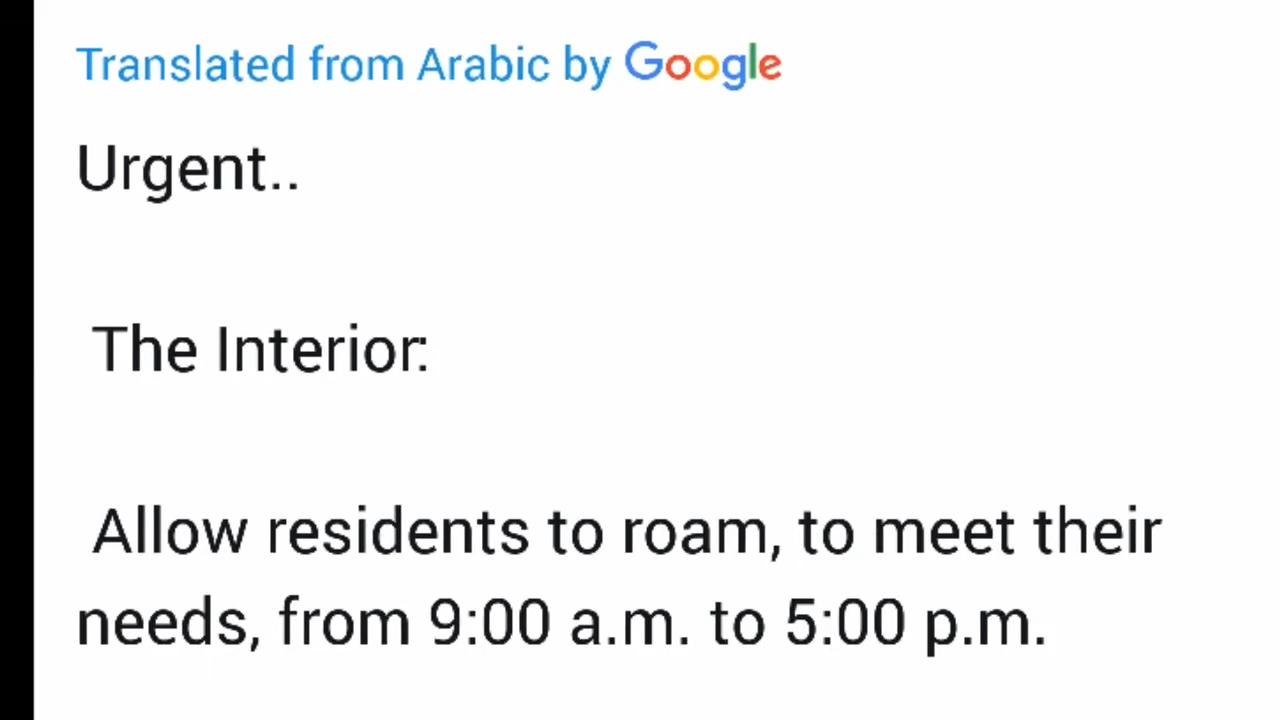 Translated from Arabic by Google
Urgent..
The Interior:
Allow residents to roam, to meet their
needs, from 9:00 a.m. to 5:00 p.m.